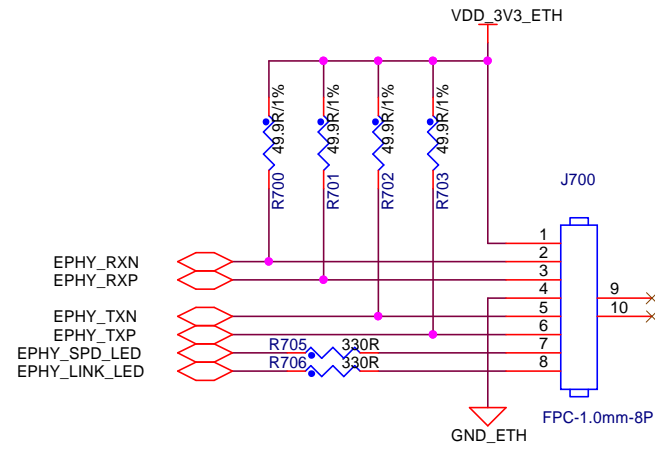 VDD_3V3_ETH
49.9R/1%
49.9R/1%
49.9R/1%
49.9R/1%
R700
R701
R702
R703
J700
1
EPHY_RXN
2
EPHY_RXP
3
4
9
EPHY_TXN
5
10
EPHY_TXP
6
EPHY_SPD_LED
R705
330R
7
EPHY_LINK_LED
R706
330R
8
FPC-1.0mm-8P
GND_ETH